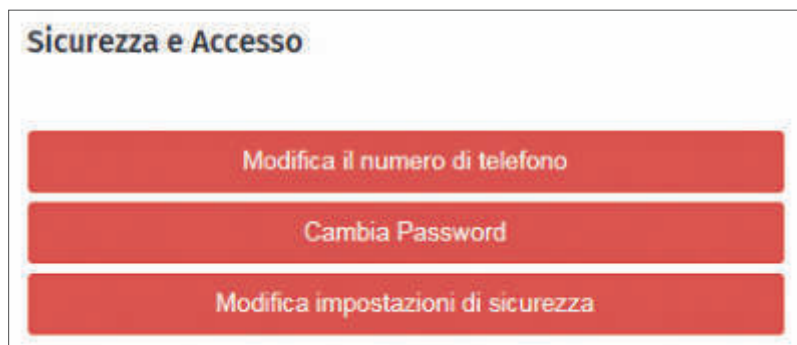 Sicurezza e Accesso
Modifica il numero di telefono
Cambia Password
Modifica impostazioni di sicurezza